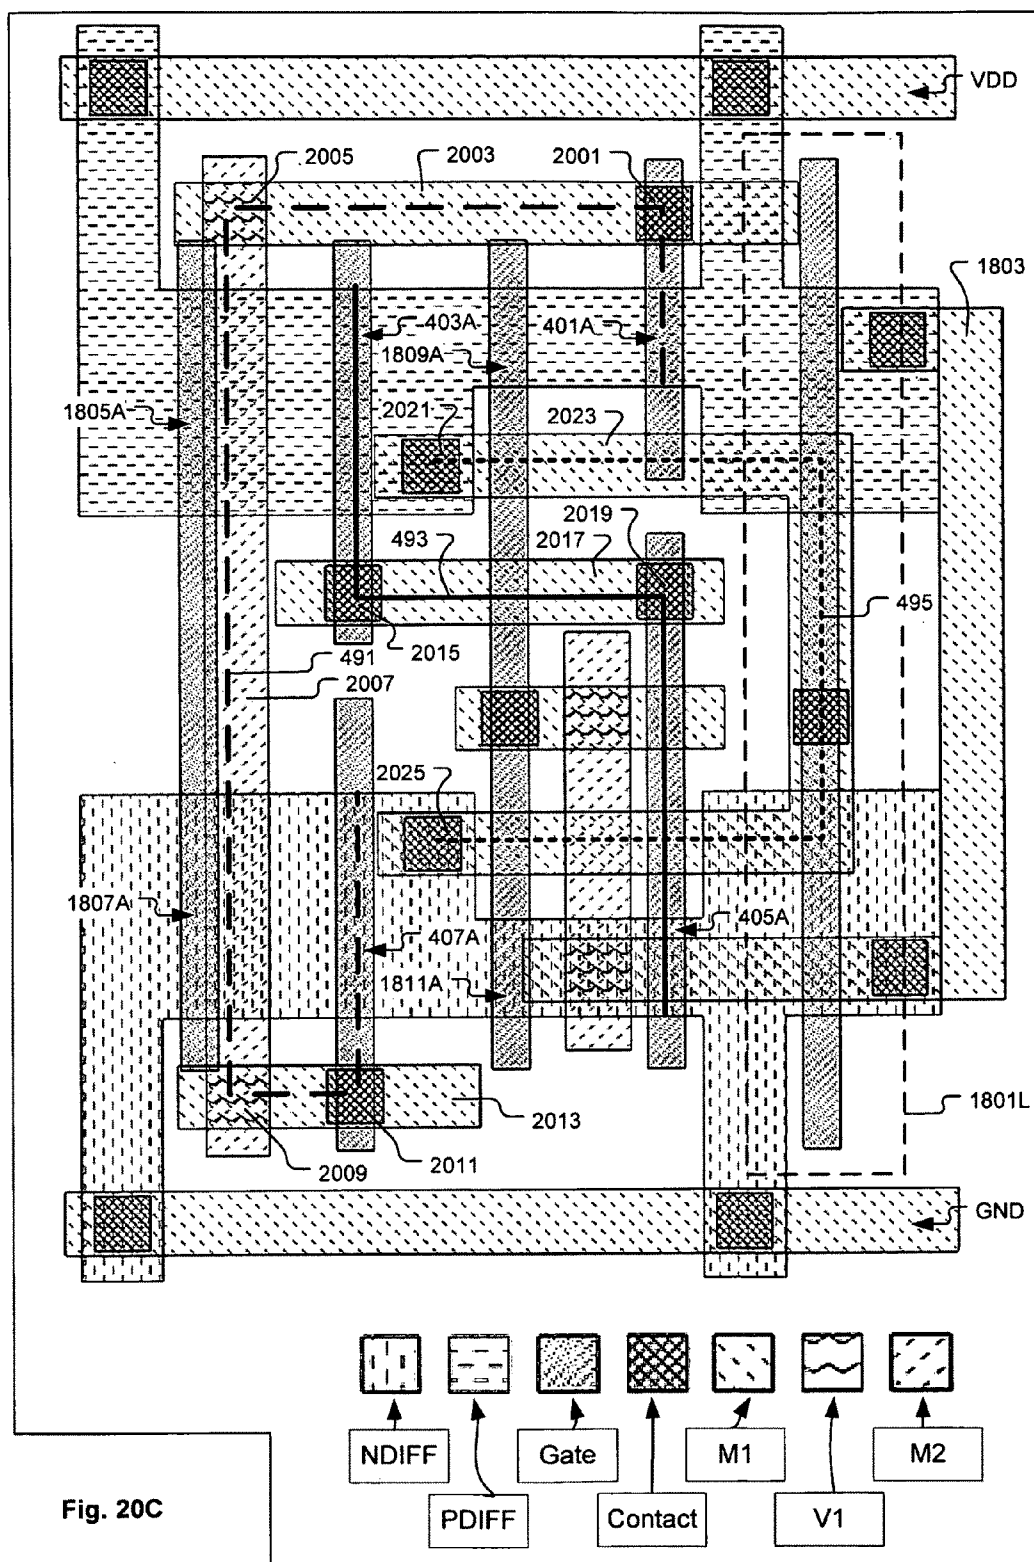 VDD
2005
2003
2001
1803
403A
401A
1809A
1805A
2021
2023
2019
493
2017
495
2015
491
2007
2025
1807A
407A
405A
1811A
1801L
2013
2009
2011
GND
NDIFF
Gate
M1
M2
PDIFF
Contact
V1
Fig. 20C